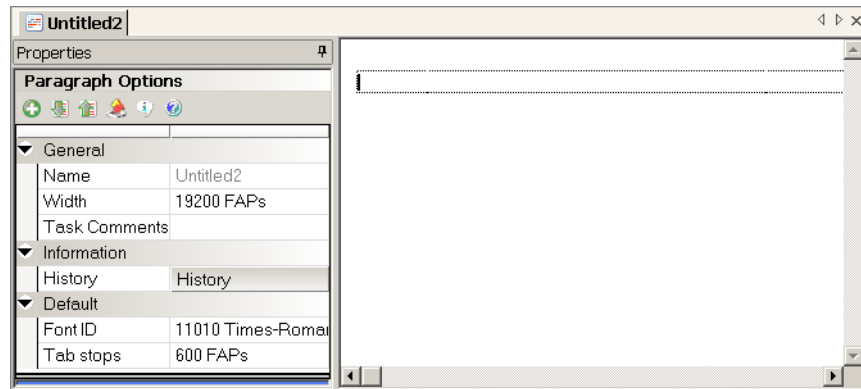 Untitled2
Properties
Paragraph Options
General
Name Untitled2
Width 19200 FAPs
Task Comments
Information
History History
Default
Font ID 11010 Times-Roman
Tab stops 600 FAPs